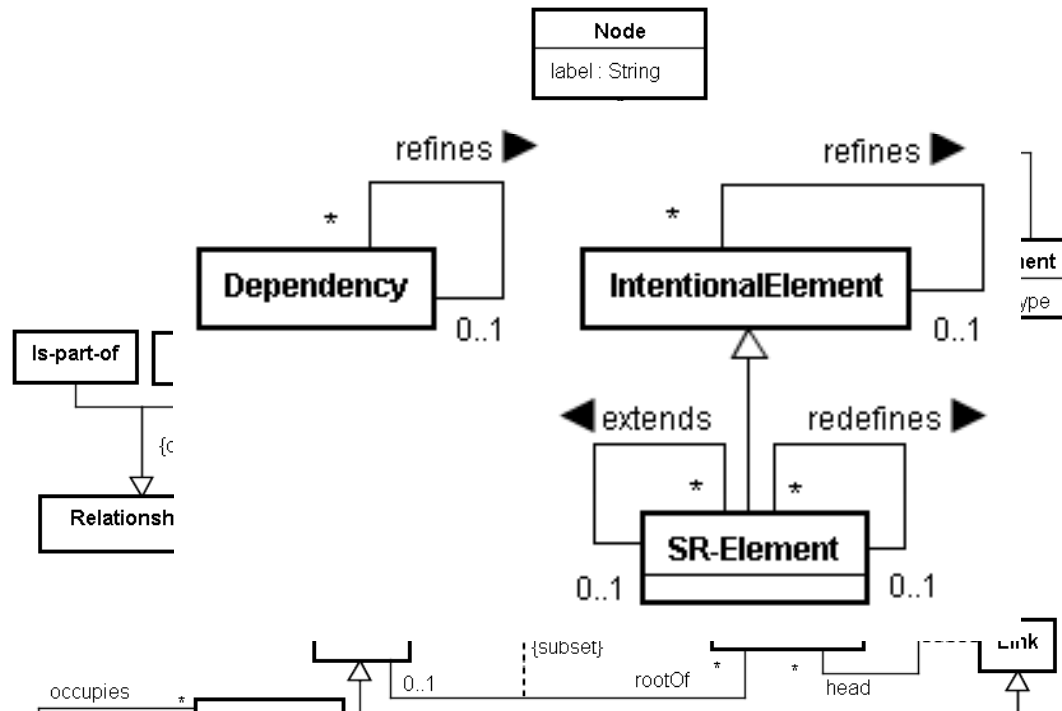 Node
label : String
refines ▶
refines ▶
*
*
Dependency
IntentionalElement
0..1
0..1
Is-part-of
◀ extends
redefines ▶
*
*
SR-Element
0..1
0..1
{subset}
rootOf
*
*
head
0..1
occupies
*